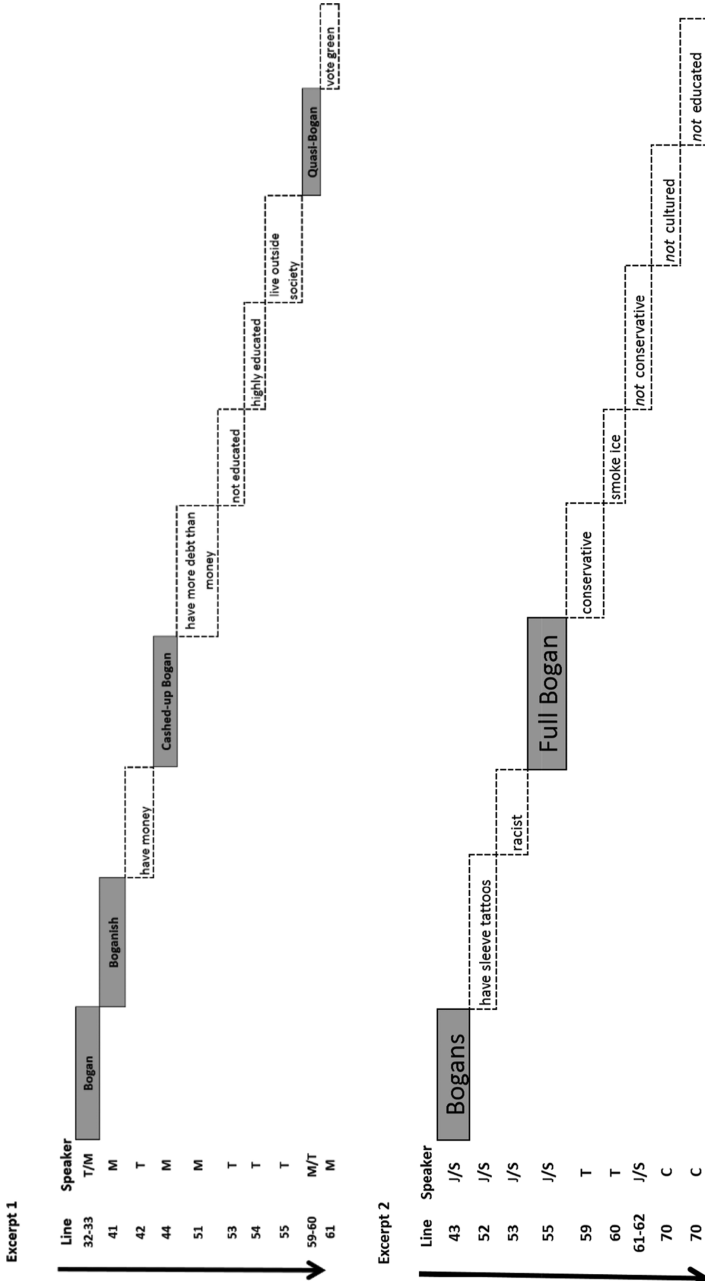 Excerpt 1
Line Speaker
32-33 T/M Bogan
41 M Boganish
42 T have money
44 M Cashed-up Bogan
51 M have more debt than
money
53 T not educated
54 T highly educated
55 T live outside
society
59-60 M/T Quasi-Bogan
61 M vote green
Excerpt 2
Line Speaker
43 J/S Bogans
52 J/S have sleeve tattoos
53 J/S racist
55 J/S Full Bogan
59 T conservative
60 T smoke ice
61-62 J/S not conservative
70 C not cultured
70 C not educated